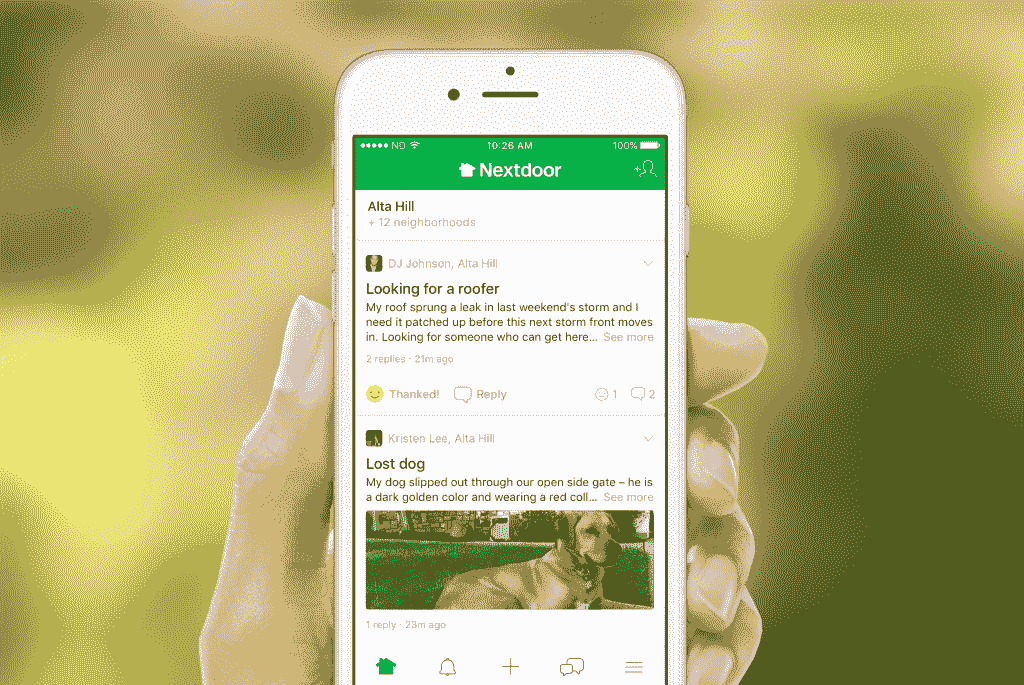 ND 10:26 AM 100%
Nextdoor
Alta Hill
+ 12 neighborhoods
DJ Johnson, Alta Hill
Looking for a roofer
My roof sprung a leak in last weekend's storm and I
need it patched up before this next storm front moves
in. Looking for someone who can get here... See more
2 replies · 21m ago
Thanked! Reply 1 2
Kristen Lee, Alta Hill
Lost dog
My dog slipped out through our open side gate – he is
a dark golden color and wearing a red coll... See more
1 reply · 23m ago